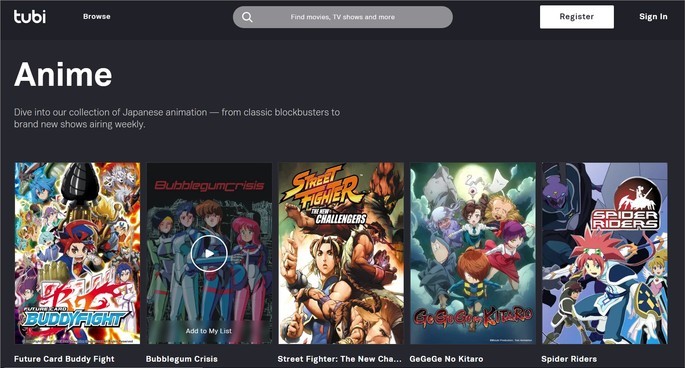 tubi
Browse
Find movies, TV shows and more
Register
Sign In
Anime
Dive into our collection of Japanese animation — from classic blockbusters to
brand new shows airing weekly.
FUTURE CARD
BUDDYFIGHT
Bubblegum Crisis
Add to My List
STREET
FIGHTER
THE NEW
CHALLENGERS
GeGeGe no KiTARO
SPIDER
RIDERS
Future Card Buddy Fight
Bubblegum Crisis
Street Fighter: The New Cha...
GeGeGe No Kitaro
Spider Riders